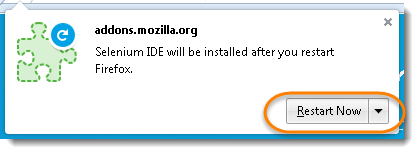 addons.mozilla.org
Selenium IDE will be installed after you restart
Firefox.
Restart Now